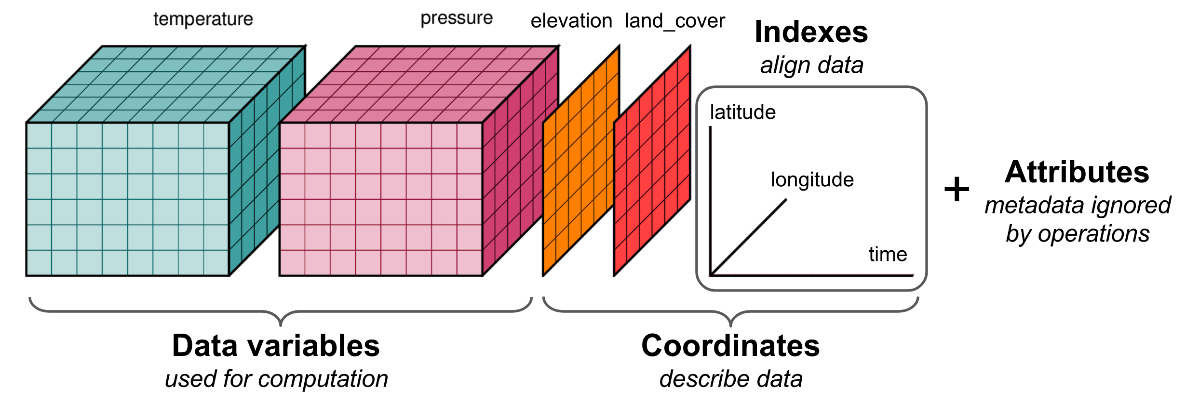 temperature
pressure
elevation
land_cover
Indexes
align data
latitude
longitude
time
+
Attributes
metadata ignored
by operations
Data variables
used for computation
Coordinates
describe data